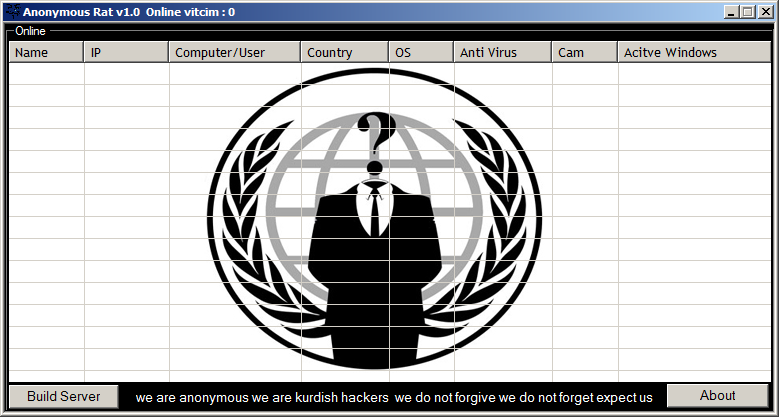 Anonymous Rat v1.0 Online vitcim : 0
Online
Name IP Computer/User Country OS Anti Virus Cam Acitve Windows
Build Server we are anonymous we are kurdish hackers we do not forgive we do not forget expect us About